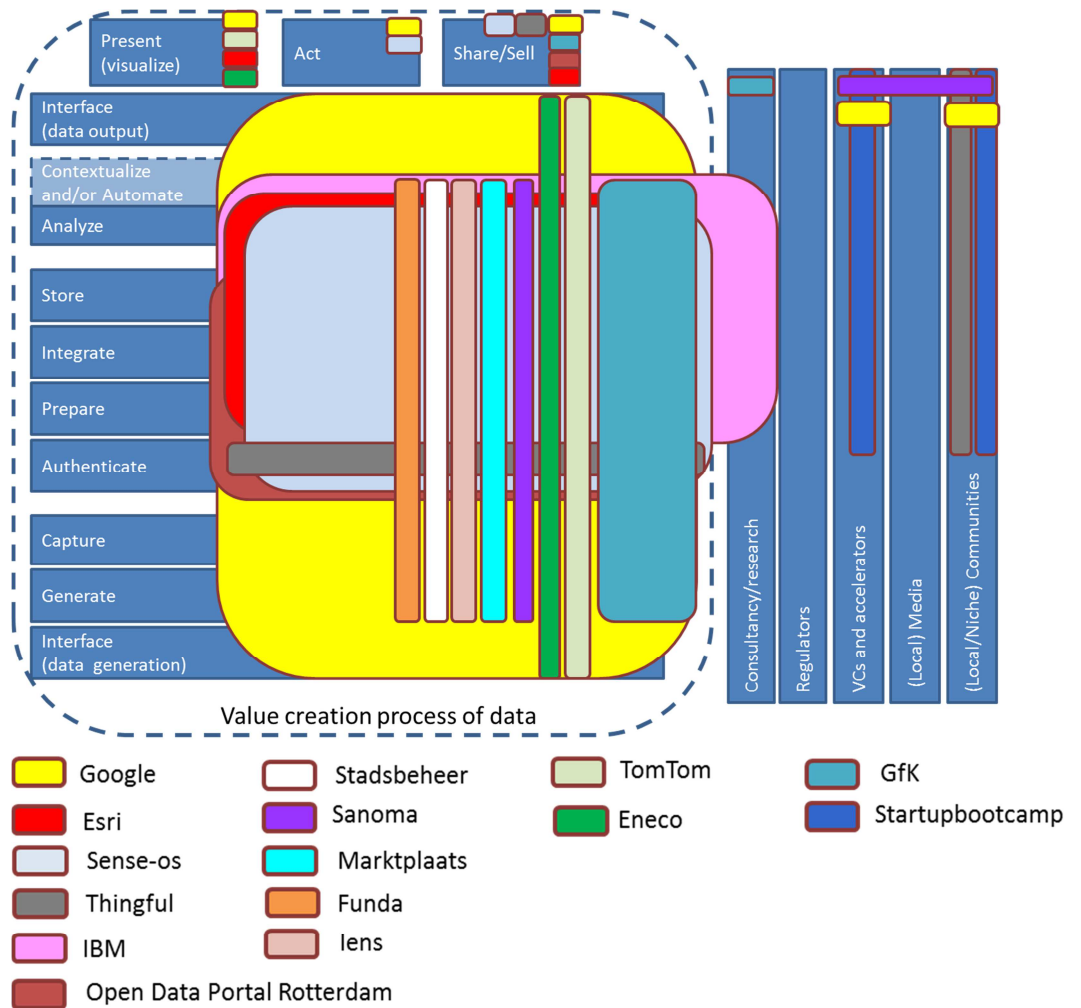 Present
(visualize)
Act
Share/Sell
Interface
(data output)
Contextualize
and/or Automate
Analyze
Store
Integrate
Prepare
Authenticate
Capture
Generate
Interface
(data generation)
Value creation process of data
Consultancy/research
Regulators
VCs and accelerators
(Local) Media
(Local/Niche) Communities
Google
Stadsbeheer
TomTom
GfK
Esri
Sanoma
Eneco
Startupbootcamp
Sense-os
Marktplaats
Thingful
Funda
IBM
Iens
Open Data Portal Rotterdam